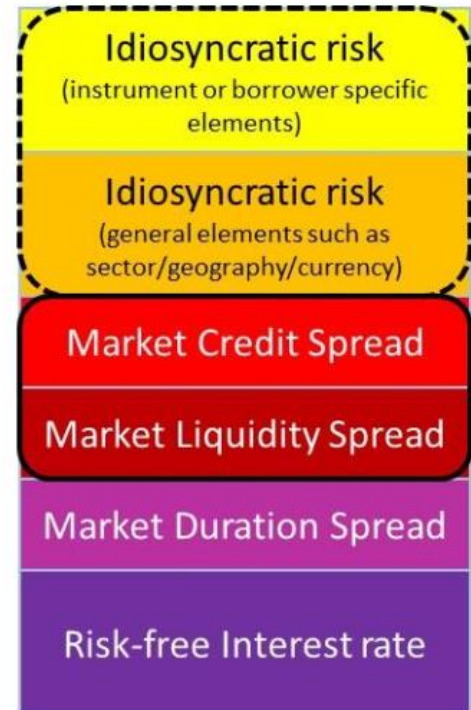 Idiosyncratic risk
(instrument or borrower specific
elements)
Idiosyncratic risk
(general elements such as
sector/geography/currency)
Market Credit Spread
Market Liquidity Spread
Market Duration Spread
Risk-free Interest rate